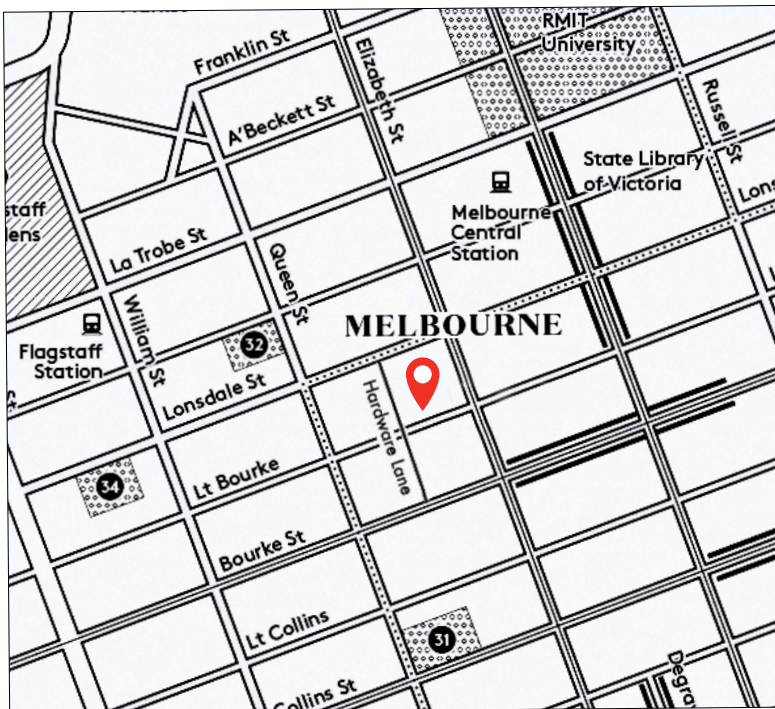 RMIT
University
Franklin St
Elizabeth St
A'Beckett St
Russell St
State Library
of Victoria
Melbourne
Central
Station
La Trobe St
Queen St
William St
MELBOURNE
32
Flagstaff
Station
Lonsdale St
Hardware Lane
Lt Bourke
34
Bourke St
Lt Collins
31
Collins St